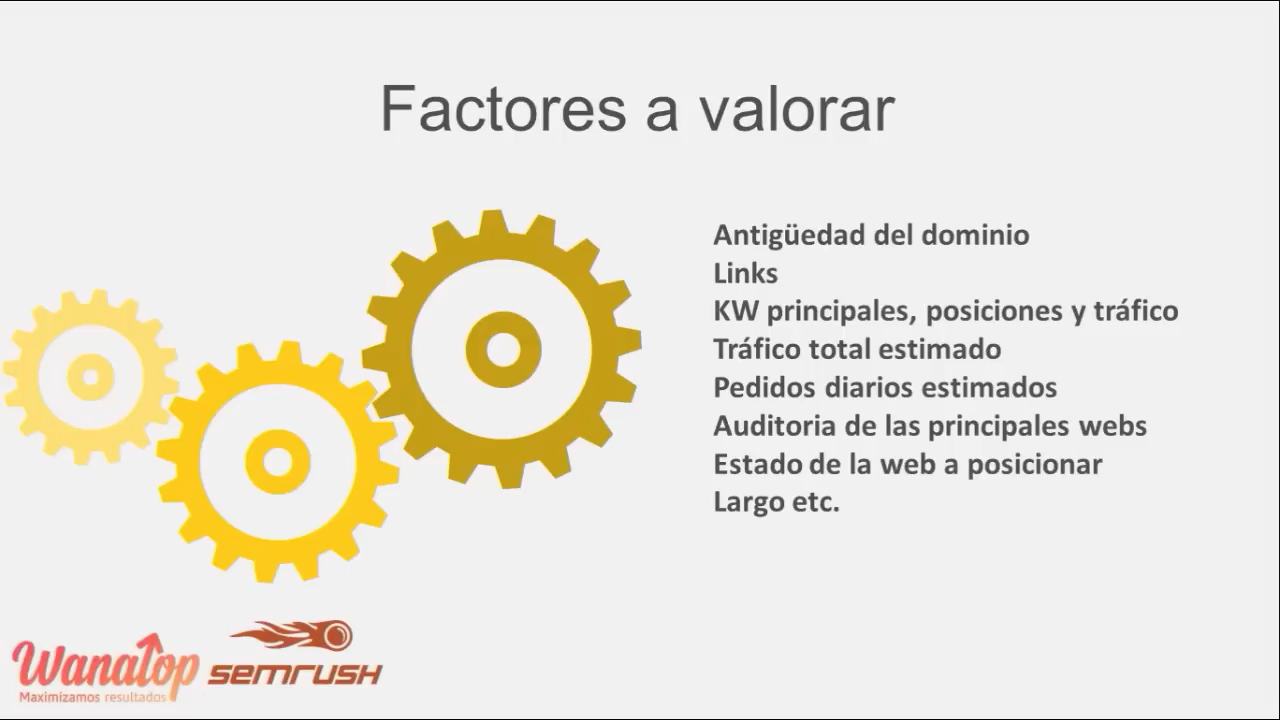 Factores a valorar
Antigüedad del dominio
Links
KW principales, posiciones y tráfico
Tráfico total estimado
Pedidos diarios estimados
Auditoria de las principales webs
Estado de la web a posicionar
Largo etc.
Wanatop
Maximizamos resultados
semrush